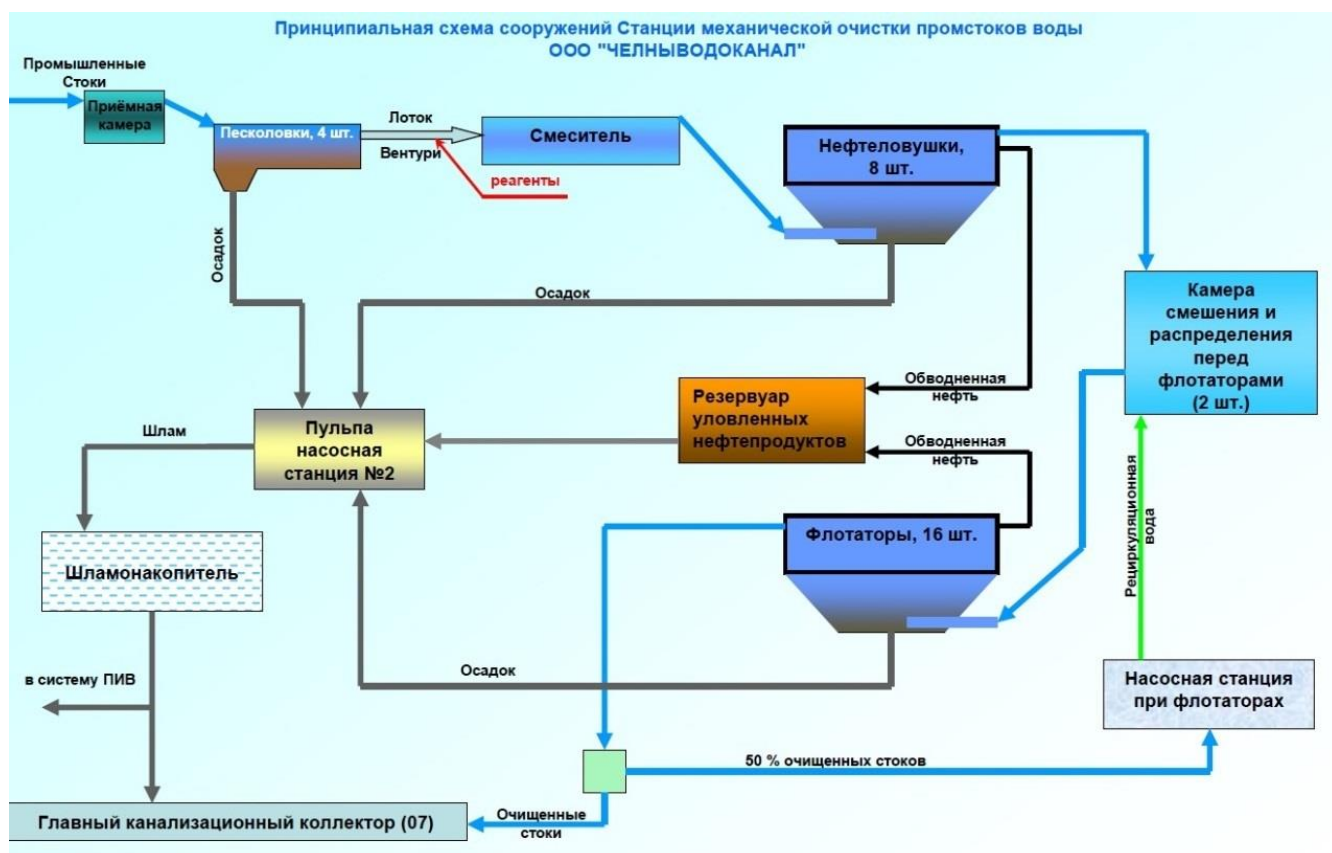 Принципиальная схема сооружений Станции механической очистки промстоков воды
ООО "ЧЕЛНЫВОДОКАНАЛ"
Промышленные
Стоки
Приёмная
камера
Песколовки, 4 шт.
Лоток
Вентури
реагенты
Смеситель
Нефтеловушки,
8 шт.
Осадок
Осадок
Камера
смешения и
распределения
перед
флотаторами
(2 шт.)
Обводненная
нефть
Резервуар
уловленных
нефтепродуктов
Шлам
Пульпа
насосная
станция №2
Обводненная
нефть
Рециркуляционная
вода
Флотаторы, 16 шт.
Шламонакопитель
Осадок
в систему ПИВ
Насосная станция
при флотаторах
50 % очищенных стоков
Очищенные
стоки
Главный канализационный коллектор (07)